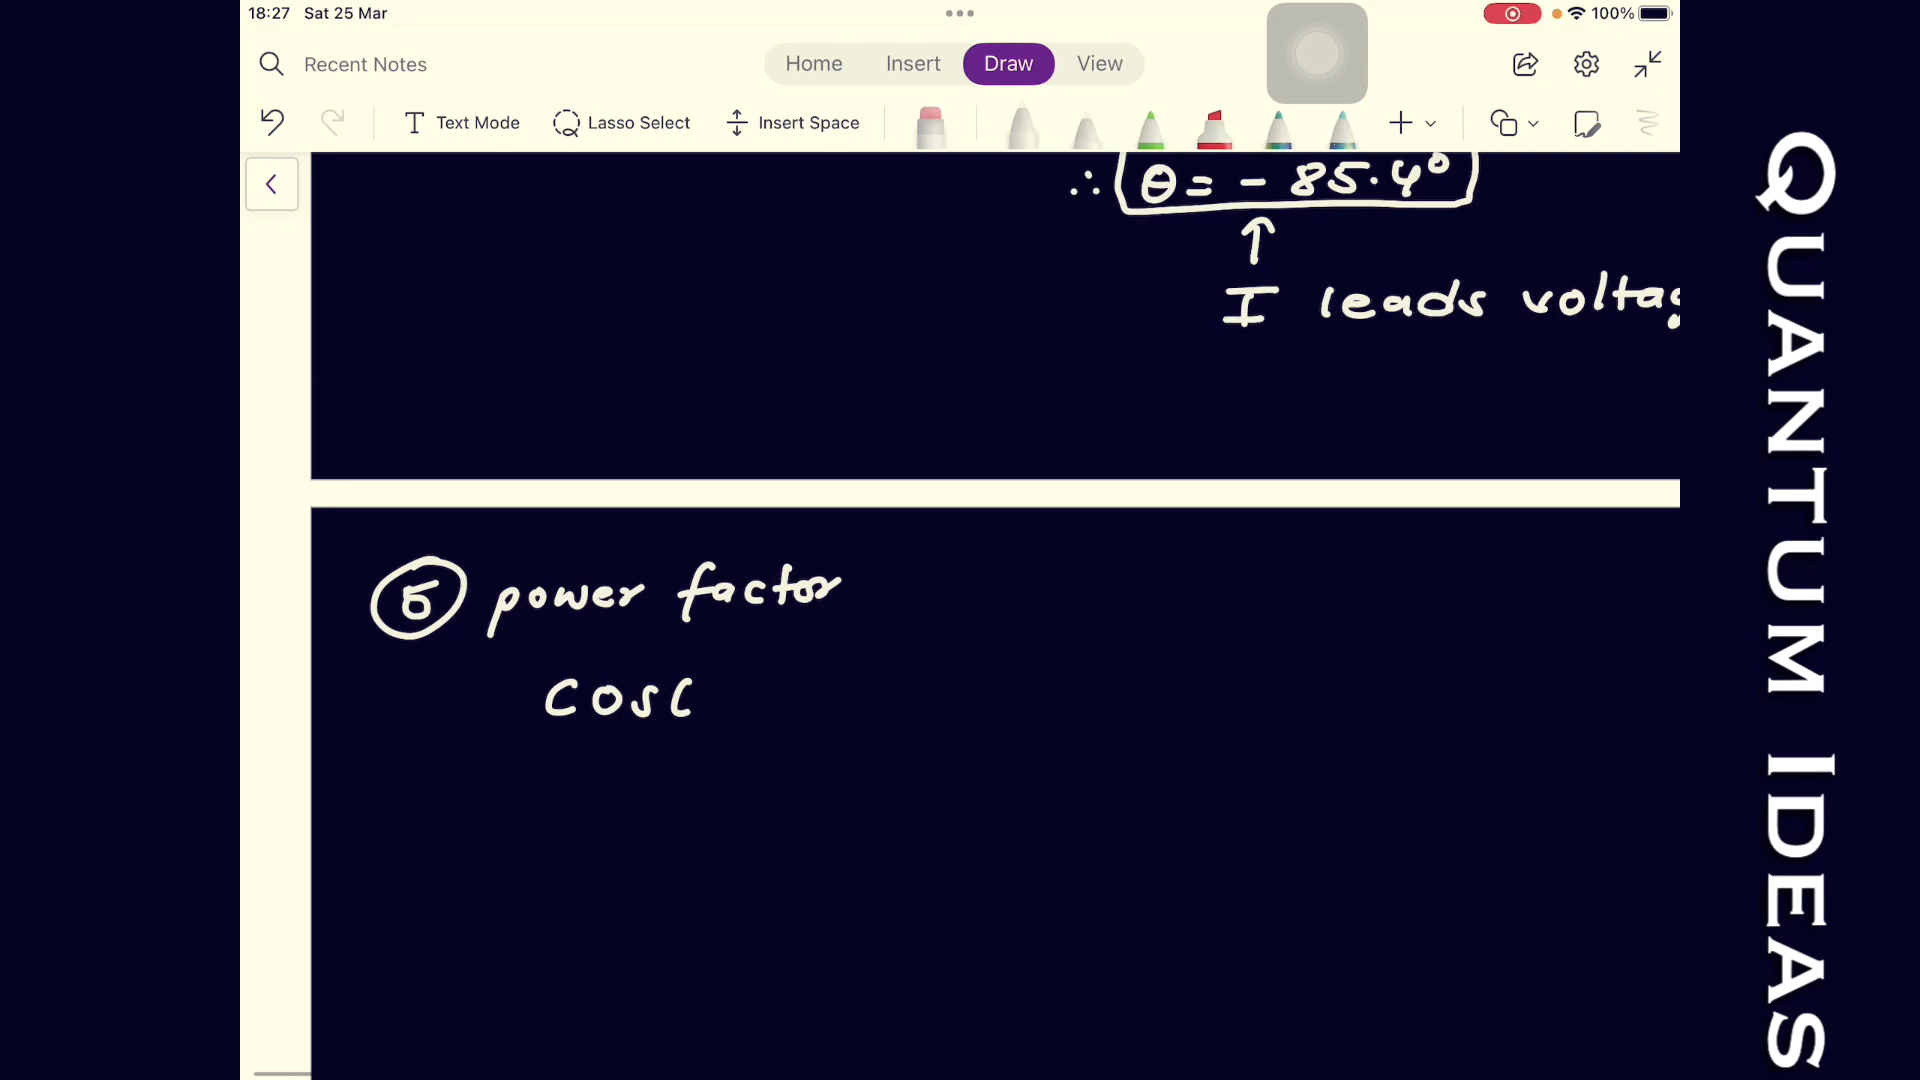 18:27 Sat 25 Mar
100%
Recent Notes
Home Insert Draw View
Text Mode Lasso Select Insert Space
∴ θ = - 85.4°
I leads
5 power factor
cos(
QUANTUM IDEAS